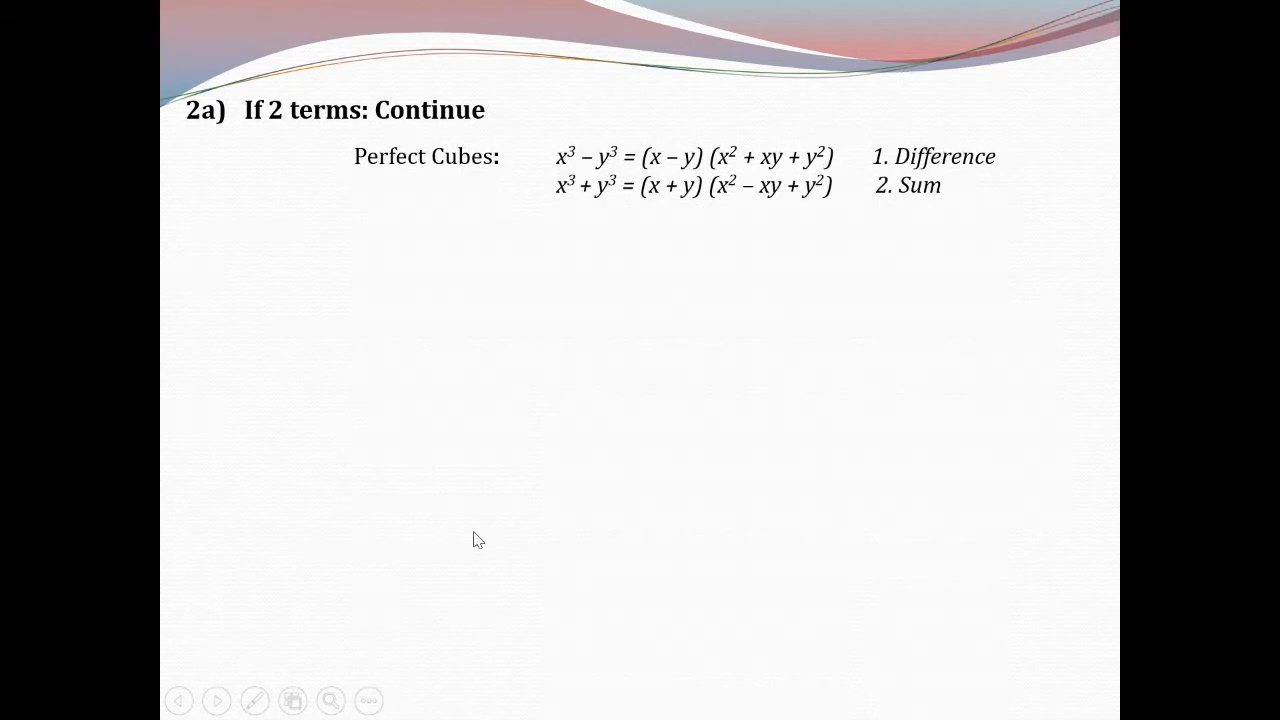 2a) If 2 terms: Continue
Perfect Cubes: x³ – y³ = (x – y) (x² + xy + y²) 1. Difference
x³ + y³ = (x + y) (x² – xy + y²) 2. Sum